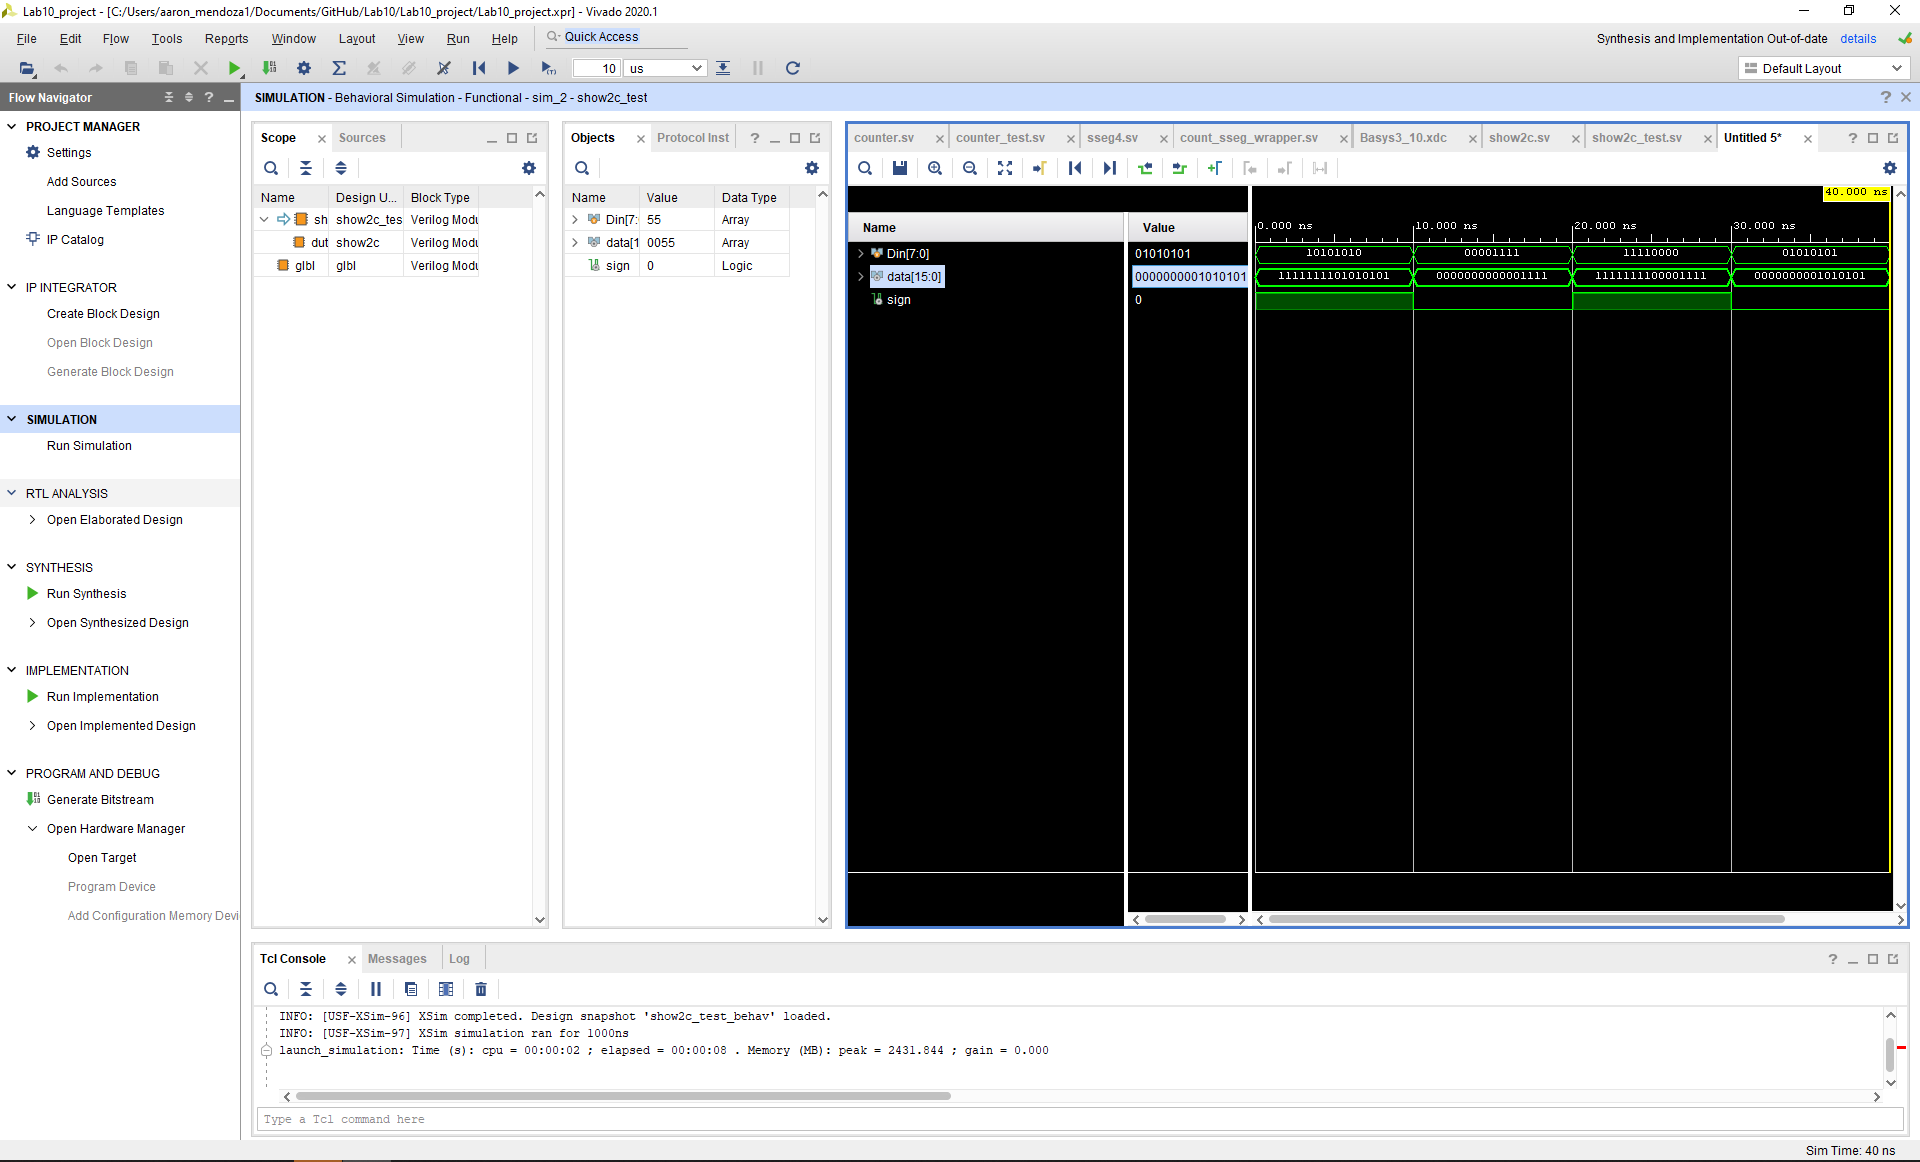 Lab10_project - [C:/Users/aaron_mendoza1/Documents/GitHub/Lab10/Lab10_project/Lab10_project.xpr] - Vivado 2020.1
File Edit Flow Tools Reports Window Layout View Run Help Quick Access
Synthesis and Implementation Out-of-date details
10 us
Default Layout
Flow Navigator
SIMULATION - Behavioral Simulation - Functional - sim_2 - show2c_test
PROJECT MANAGER
Settings
Add Sources
Language Templates
IP Catalog
IP INTEGRATOR
Create Block Design
Open Block Design
Generate Block Design
SIMULATION
Run Simulation
RTL ANALYSIS
Open Elaborated Design
SYNTHESIS
Run Synthesis
Open Synthesized Design
IMPLEMENTATION
Run Implementation
Open Implemented Design
PROGRAM AND DEBUG
Generate Bitstream
Open Hardware Manager
Open Target
Program Device
Add Configuration Memory Devi
Scope Sources
Name Design U... Block Type
sh show2c_tes Verilog Modu
dut show2c Verilog Modu
glbl glbl Verilog Modu
Objects Protocol Inst
Name Value Data Type
Din[7: 55 Array
data[1 0055 Array
sign 0 Logic
counter.sv counter_test.sv sseg4.sv count_sseg_wrapper.sv Basys3_10.xdc show2c.sv show2c_test.sv Untitled 5*
40.000 ns
Name Value
0.000 ns 10.000 ns 20.000 ns 30.000 ns
Din[7:0] 01010101 10101010 00001111 11110000 01010101
data[15:0] 0000000001010101 1111111101010101 0000000000001111 1111111100001111 0000000001010101
sign 0
Tcl Console Messages Log
INFO: [USF-XSim-96] XSim completed. Design snapshot 'show2c_test_behav' loaded.
INFO: [USF-XSim-97] XSim simulation ran for 1000ns
launch_simulation: Time (s): cpu = 00:00:02 ; elapsed = 00:00:08 . Memory (MB): peak = 2431.844 ; gain = 0.000
Type a Tcl command here
Sim Time: 40 ns